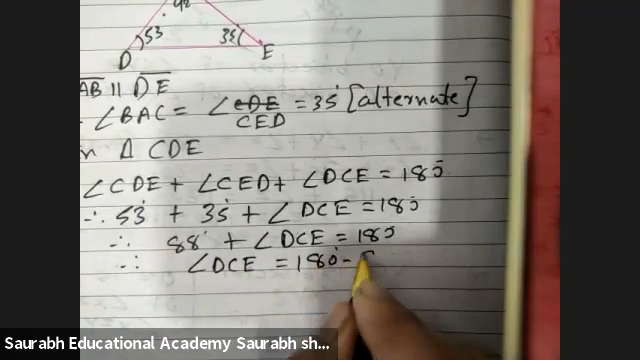 53°
35°
D
E
AB || DE
∠BAC = ∠CED = 35° [alternate]
Δ CDE
∠CDE + ∠CED + ∠DCE = 180°
∴ 53° + 35° + ∠DCE = 180°
∴ 88° + ∠DCE = 180°
∴ ∠DCE = 180° -
Saurabh Educational Academy Saurabh sh...